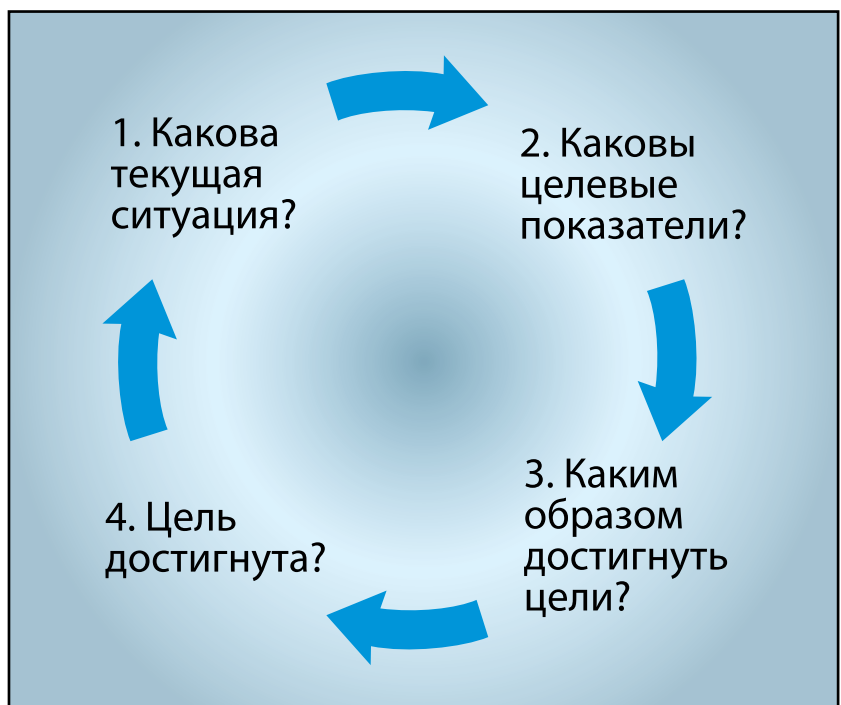 1. Какова
текущая
ситуация?
2. Каковы
целевые
показатели?
3. Каким
образом
достигнуть
цели?
4. Цель
достигнута?